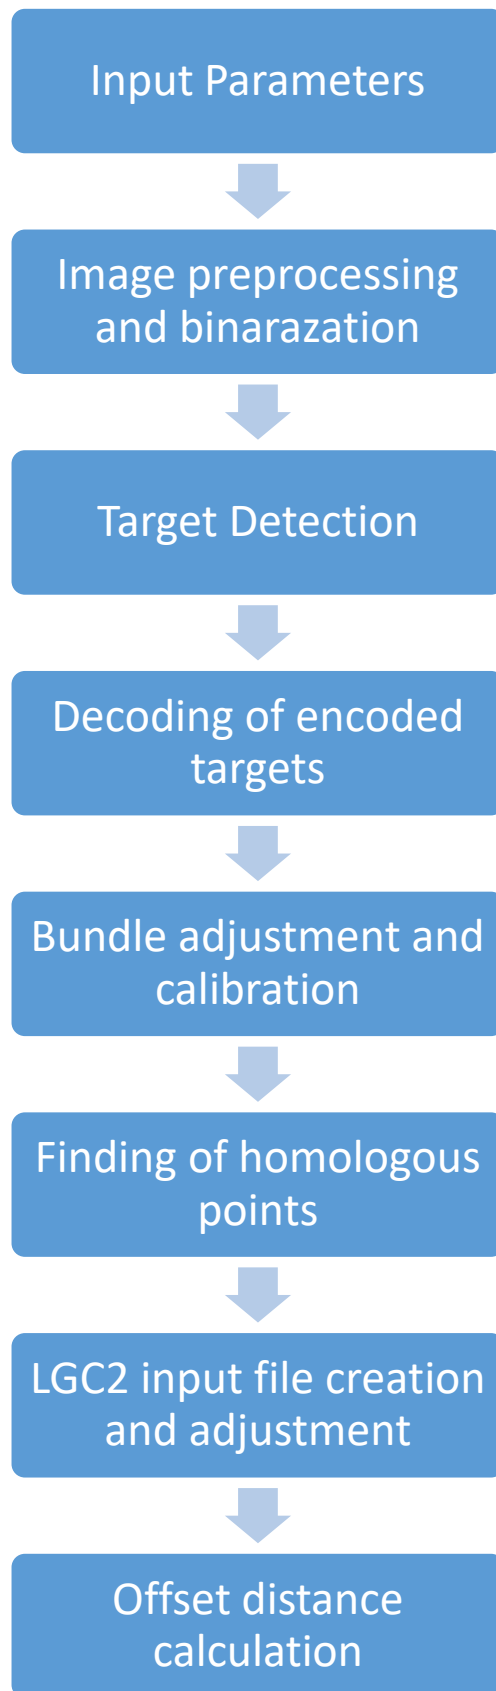 Input Parameters
Image preprocessing
and binarazation
Target Detection
Decoding of encoded
targets
Bundle adjustment and
calibration
Finding of homologous
points
LGC2 input file creation
and adjustment
Offset distance
calculation